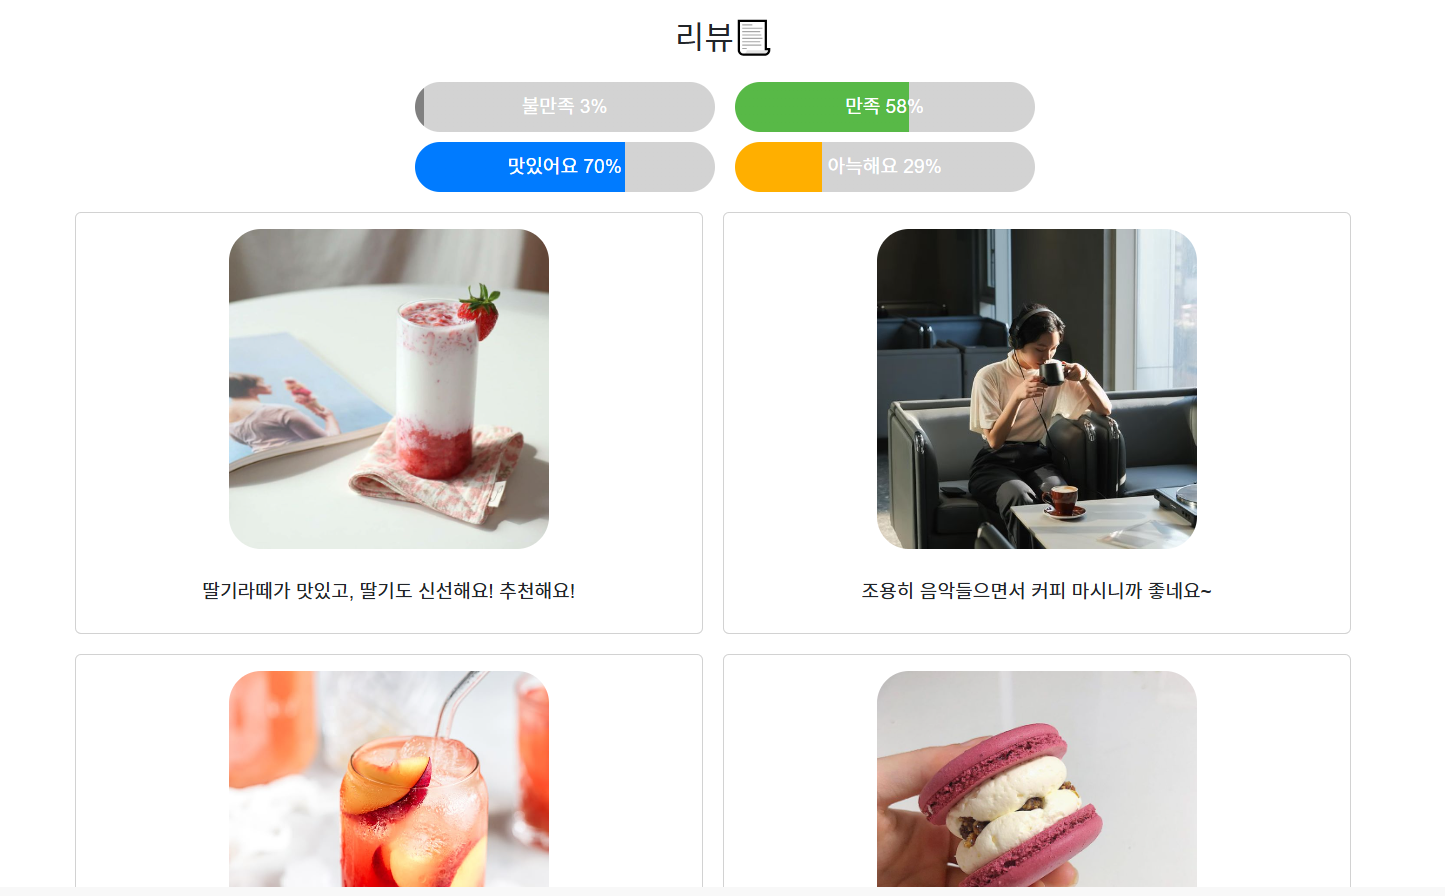 리뷰
불만족 3%
만족 58%
맛있어요 70%
아늑해요 29%
딸기라떼가 맛있고, 딸기도 신선해요! 추천해요!
조용히 음악들으면서 커피 마시니까 좋네요~